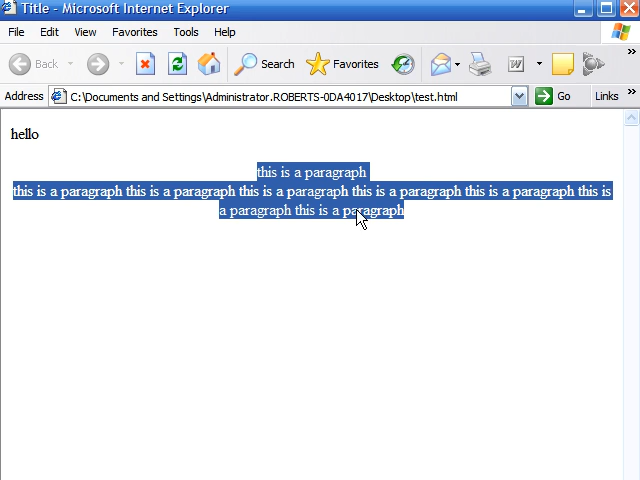 Title - Microsoft Internet Explorer
File Edit View Favorites Tools Help
Back Search Favorites W
Address C:\Documents and Settings\Administrator.ROBERTS-0DA4017\Desktop\test.html Go Links »
hello
this is a paragraph
this is a paragraph this is a paragraph this is a paragraph this is a paragraph this is a paragraph this is
a paragraph this is a paragraph